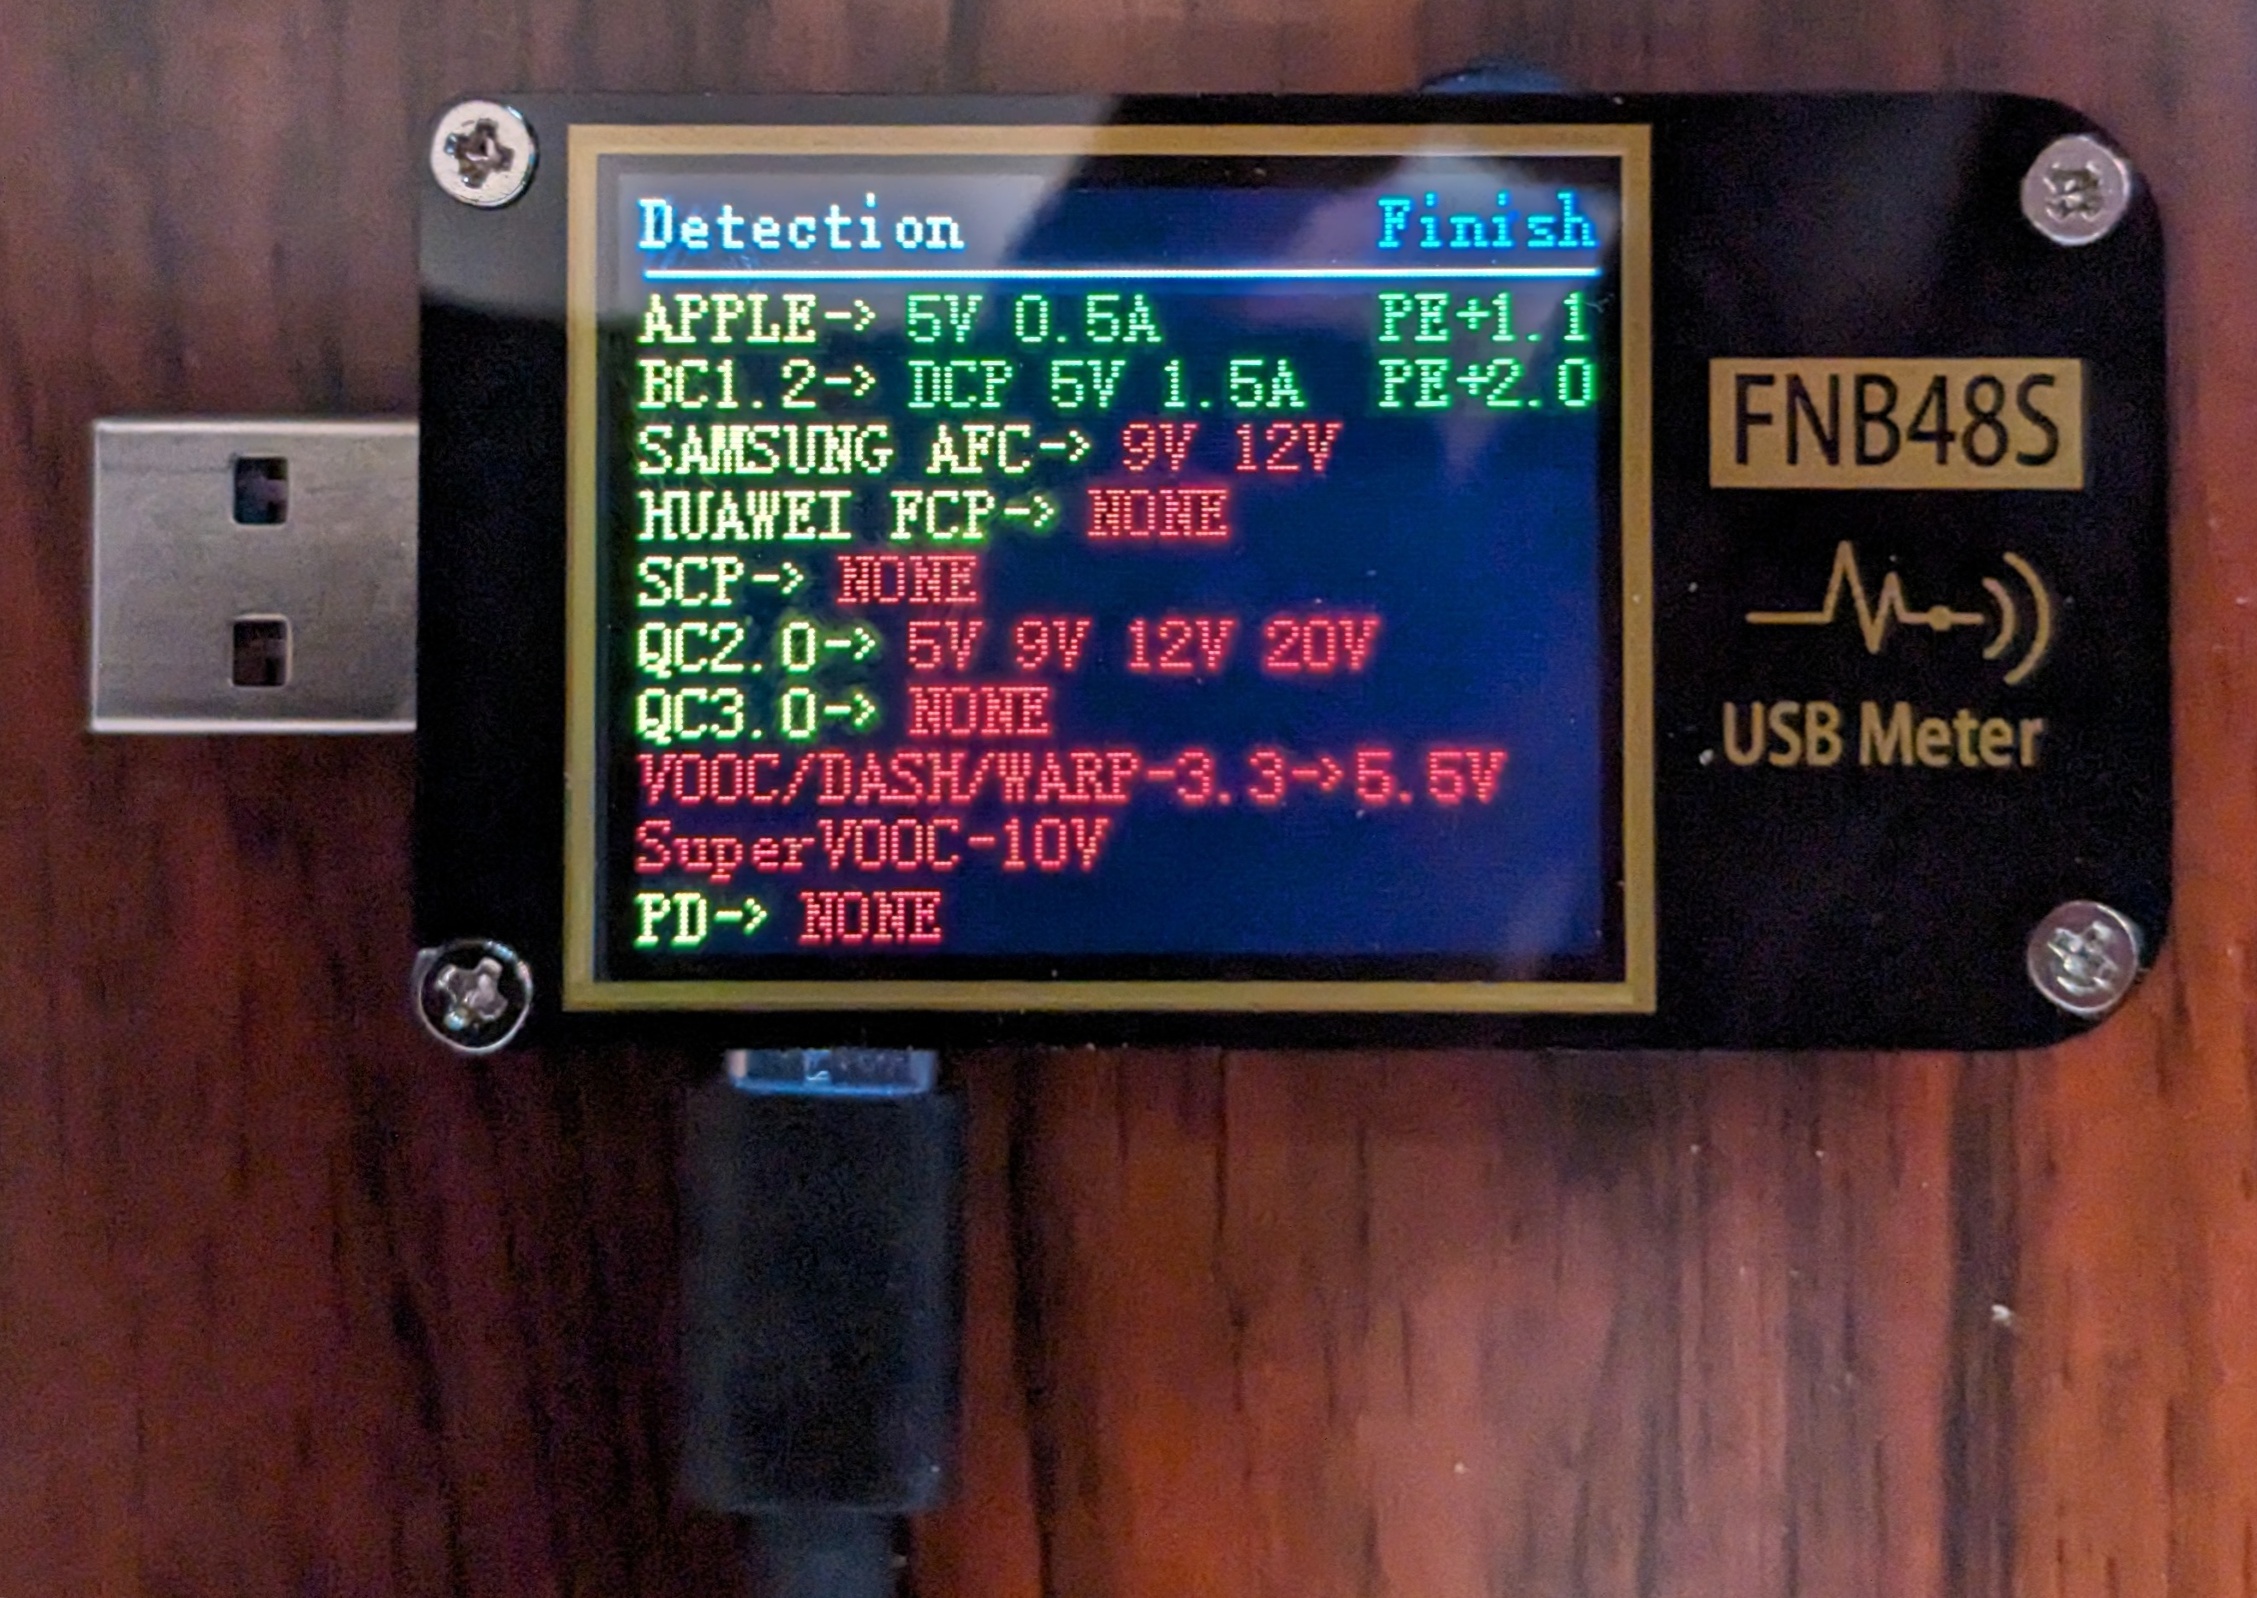 Detection Finish
APPLE-> 5V 0.5A PE+1.1
BC1.2-> DCP 5V 1.5A PE+2.0
SAMSUNG AFC-> 9V 12V
HUAWEI FCP-> NONE
SCP-> NONE
QC2.0-> 5V 9V 12V 20V
QC3.0-> NONE
VOOC/DASH/WARP-3.3->5.5V
SuperVOOC-10V
PD-> NONE
FNB48S
USB Meter